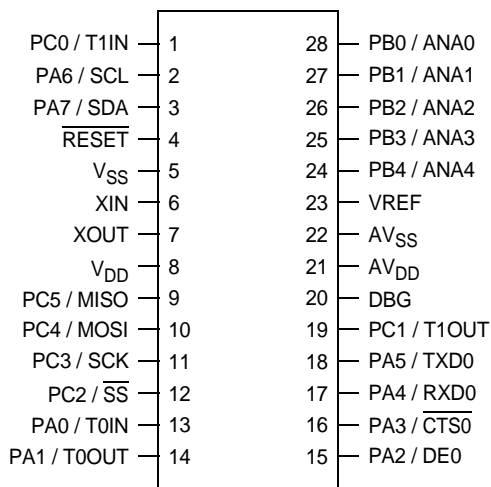 PC0 / T1IN 1 28 PB0 / ANA0
PA6 / SCL 2 27 PB1 / ANA1
PA7 / SDA 3 26 PB2 / ANA2
R̅E̅S̅E̅T̅ 4 25 PB3 / ANA3
VSS 5 24 PB4 / ANA4
XIN 6 23 VREF
XOUT 7 22 AVSS
VDD 8 21 AVDD
PC5 / MISO 9 20 DBG
PC4 / MOSI 10 19 PC1 / T1OUT
PC3 / SCK 11 18 PA5 / TXD0
PC2 / S̅S̅ 12 17 PA4 / RXD0
PA0 / T0IN 13 16 PA3 / C̅T̅S̅0̅
PA1 / T0OUT 14 15 PA2 / DE0